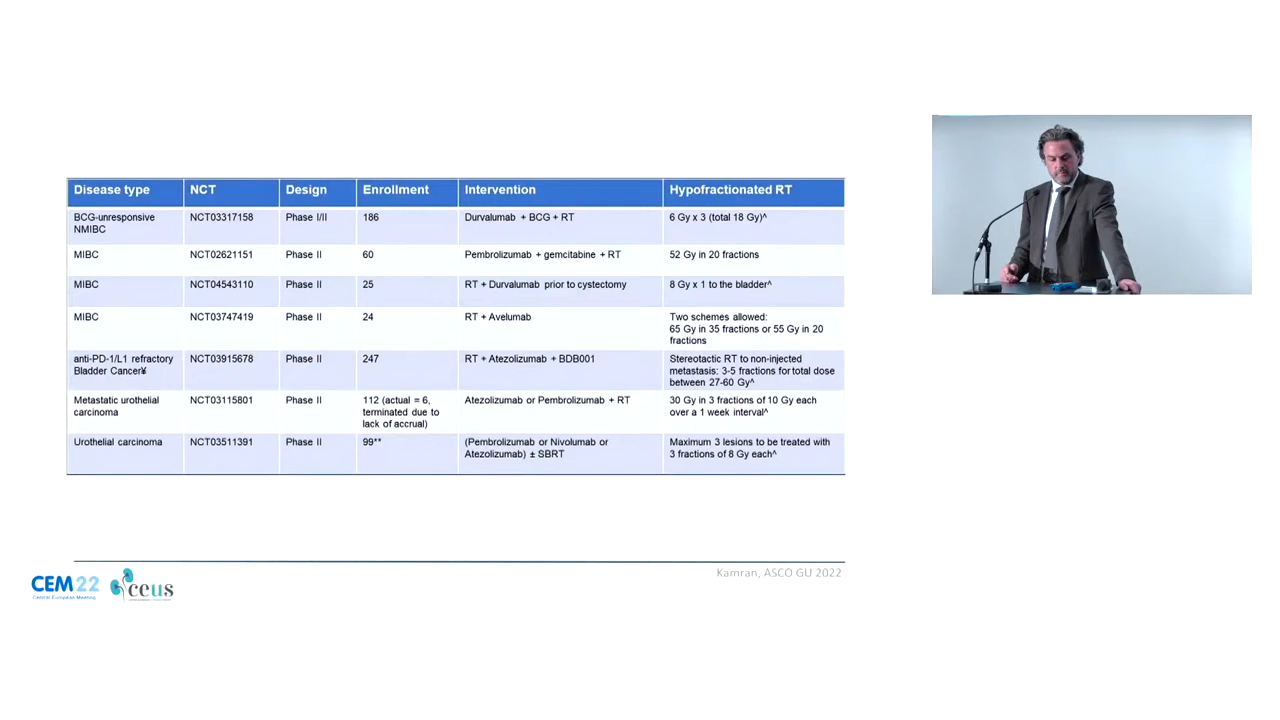 Disease type NCT Design Enrollment Intervention Hypofractionated RT
BCG-unresponsive NMIBC NCT03317158 Phase I/II 186 Durvalumab + BCG + RT 6 Gy x 3 (total 18 Gy)^
MIBC NCT02621151 Phase II 60 Pembrolizumab + gemcitabine + RT 52 Gy in 20 fractions
MIBC NCT04543110 Phase II 25 RT + Durvalumab prior to cystectomy 8 Gy x 1 to the bladder^
MIBC NCT03747419 Phase II 24 RT + Avelumab Two schemes allowed:
65 Gy in 35 fractions or 55 Gy in 20
fractions
anti-PD-1/L1 refractory Bladder Cancer¥ NCT03915678 Phase II 247 RT + Atezolizumab + BDB001 Stereotactic RT to non-injected
metastasis: 3-5 fractions for total dose
between 27-60 Gy^
Metastatic urothelial carcinoma NCT03115801 Phase II 112 (actual = 6, terminated due to lack of accrual) Atezolizumab or Pembrolizumab + RT 30 Gy in 3 fractions of 10 Gy each
over a 1 week interval^
Urothelial carcinoma NCT03511391 Phase II 99** (Pembrolizumab or Nivolumab or Atezolizumab) ± SBRT Maximum 3 lesions to be treated with
3 fractions of 8 Gy each^
Kamran, ASCO GU 2022
CEM22 ceus
Central European Meeting